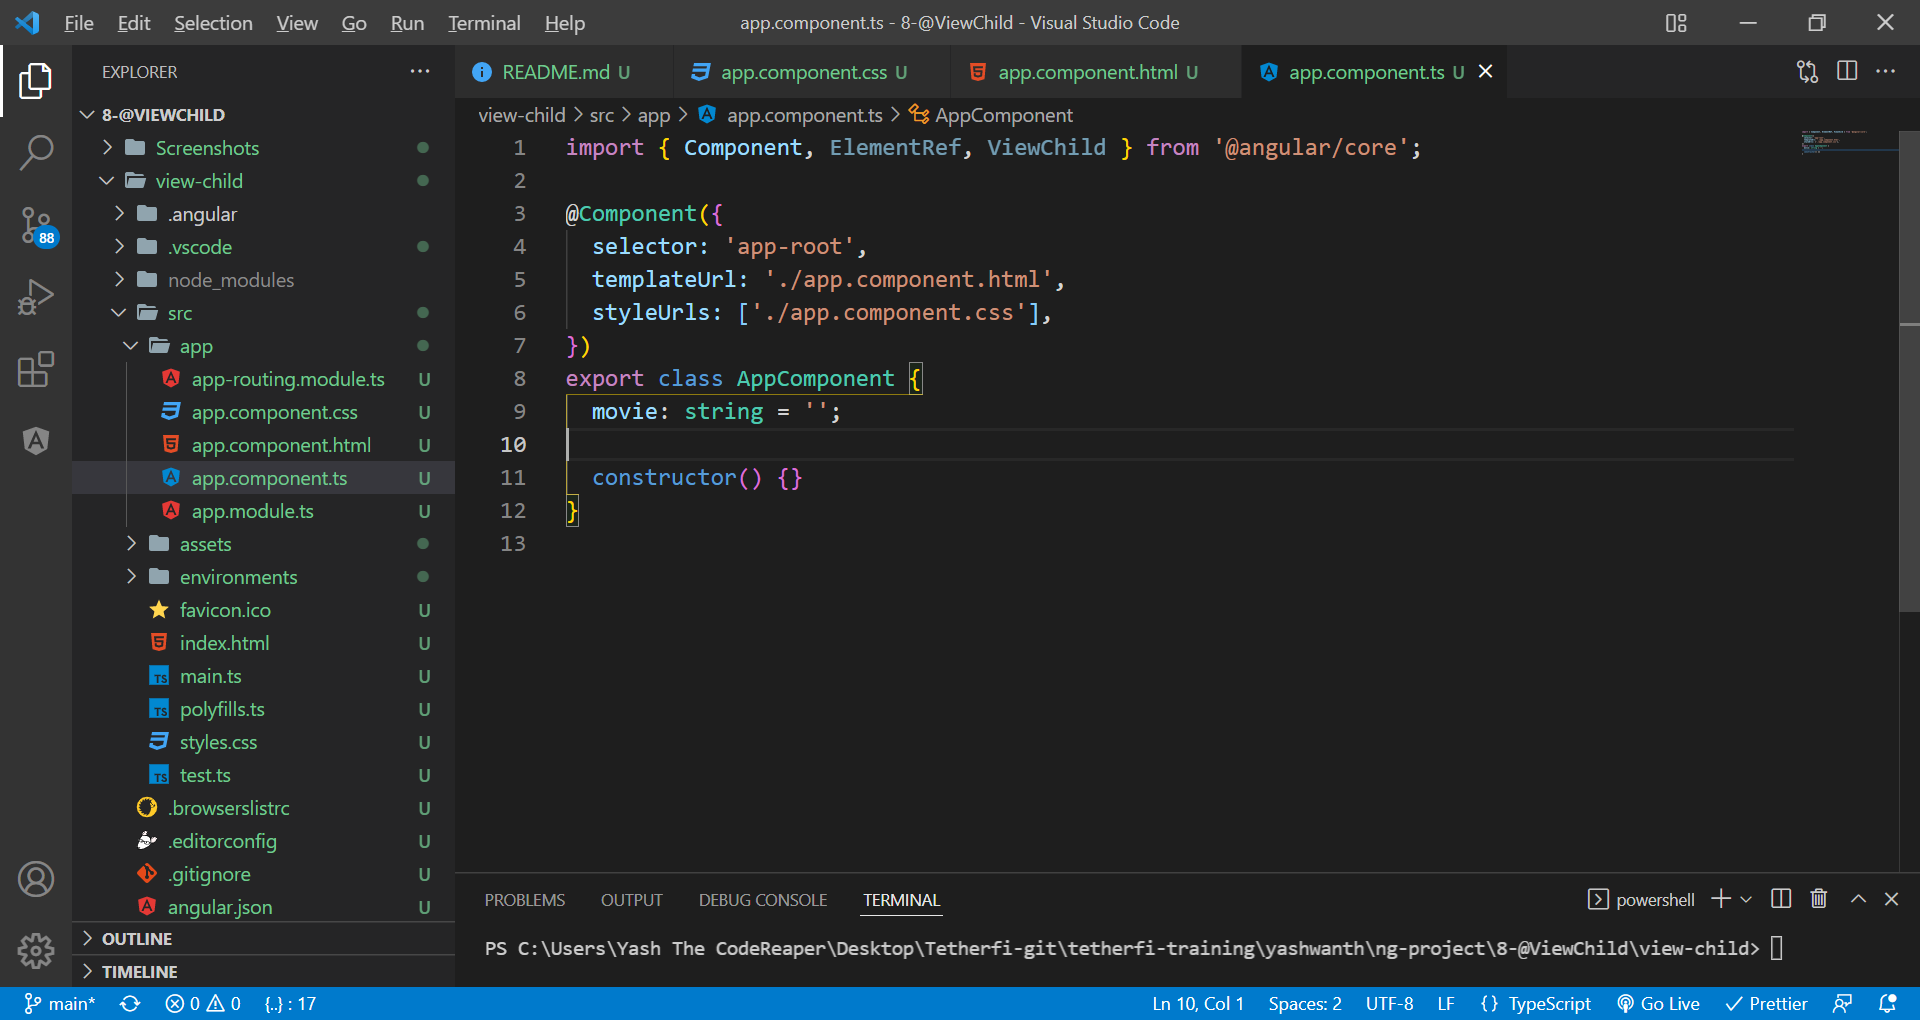 File Edit Selection View Go Run Terminal Help app.component.ts - 8-@ViewChild - Visual Studio Code
EXPLORER
README.md U app.component.css U app.component.html U app.component.ts U
8-@VIEWCHILD
Screenshots
view-child
.angular
.vscode
node_modules
src
app
app-routing.module.ts U
app.component.css U
app.component.html U
app.component.ts U
app.module.ts U
assets
environments
favicon.ico U
index.html U
main.ts U
polyfills.ts U
styles.css U
test.ts U
.browserslistrc U
.editorconfig U
.gitignore U
angular.json U
OUTLINE
TIMELINE
88
view-child > src > app > app.component.ts > AppComponent
1 import { Component, ElementRef, ViewChild } from '@angular/core';
2
3 @Component({
4 selector: 'app-root',
5 templateUrl: './app.component.html',
6 styleUrls: ['./app.component.css'],
7 })
8 export class AppComponent {
9 movie: string = '';
10
11 constructor() {}
12 }
13
PROBLEMS OUTPUT DEBUG CONSOLE TERMINAL powershell
PS C:\Users\Yash The CodeReaper\Desktop\Tetherfi-git\tetherfi-training\yashwanth\ng-project\8-@ViewChild\view-child>
main* 0 0 {..} : 17 Ln 10, Col 1 Spaces: 2 UTF-8 LF { } TypeScript Go Live Prettier